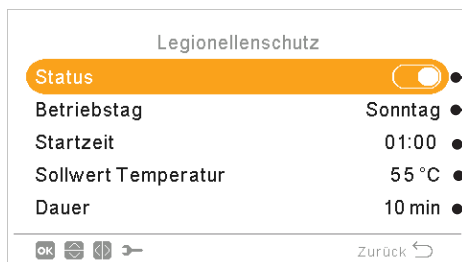 Legionellenschutz
Status
Betriebstag Sonntag
Startzeit 01:00
Sollwert Temperatur 55 °C
Dauer 10 min
OK Zurück